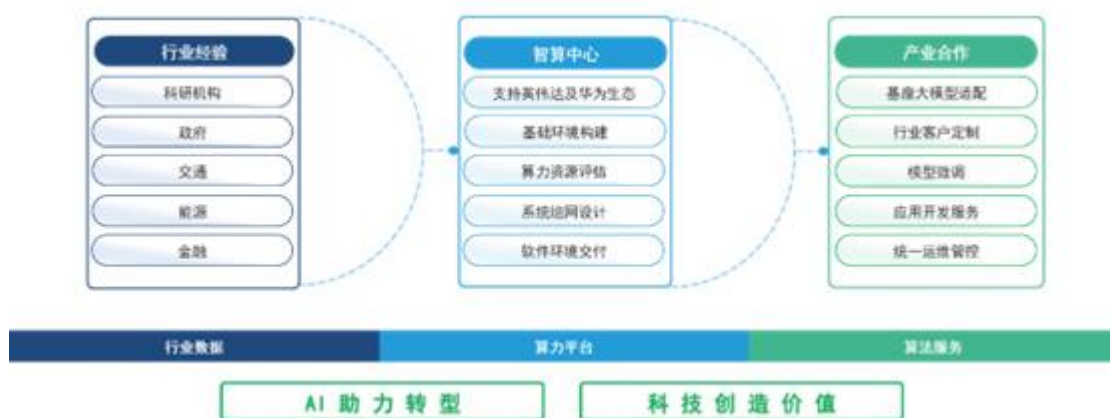 行业经验
科研机构
政府
交通
能源
金融
智算中心
支持英伟达及华为生态
基础环境构建
算力资源评估
系统组网设计
软件环境交付
产业合作
基座大模型适配
行业客户定制
模型微调
应用开发服务
统一运维管控
行业数据
算力平台
算法服务
AI 助力转型
科技创造价值